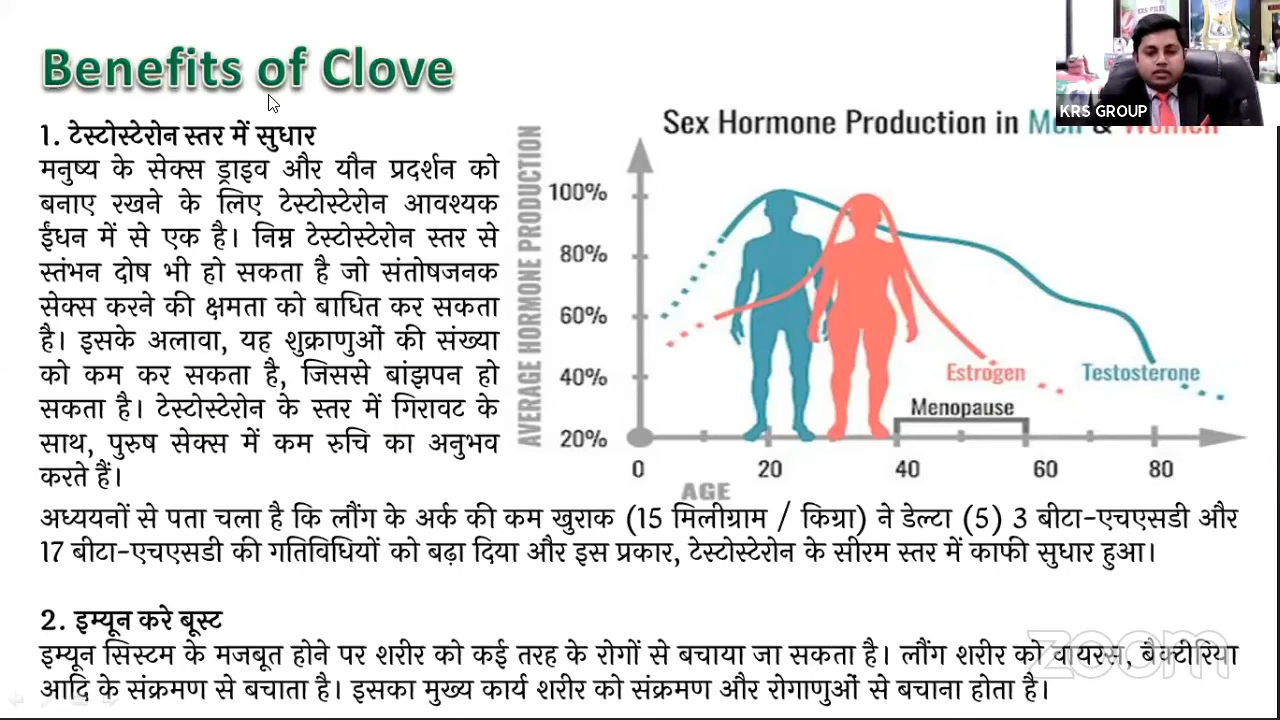 Benefits of Clove
KRS GROUP
1. टेस्टोस्टेरोन स्तर में सुधार
मनुष्य के सेक्स ड्राइव और यौन प्रदर्शन को
बनाए रखने के लिए टेस्टोस्टेरोन आवश्यक
ईंधन में से एक है। निम्न टेस्टोस्टेरोन स्तर से
स्तंभन दोष भी हो सकता है जो संतोषजनक
सेक्स करने की क्षमता को बाधित कर सकता
है। इसके अलावा, यह शुक्राणुओं की संख्या
को कम कर सकता है, जिससे बांझपन हो
सकता है। टेस्टोस्टेरोन के स्तर में गिरावट के
साथ, पुरुष सेक्स में कम रुचि का अनुभव
करते हैं।
Sex Hormone Production in Men & Women
AVERAGE HORMONE PRODUCTION
100%
80%
60%
40%
20%
Estrogen
Testosterone
Menopause
0 20 40 60 80
AGE
अध्ययनों से पता चला है कि लौंग के अर्क की कम खुराक (15 मिलीग्राम / किग्रा) ने डेल्टा (5) 3 बीटा-एचएसडी और
17 बीटा-एचएसडी की गतिविधियों को बढ़ा दिया और इस प्रकार, टेस्टोस्टेरोन के सीरम स्तर में काफी सुधार हुआ।
2. इम्यून करे बूस्ट
इम्यून सिस्टम के मजबूत होने पर शरीर को कई तरह के रोगों से बचाया जा सकता है। लौंग शरीर को वायरस, बैक्टीरिया
आदि के संक्रमण से बचाता है। इसका मुख्य कार्य शरीर को संक्रमण और रोगाणुओं से बचाना होता है।
zoom